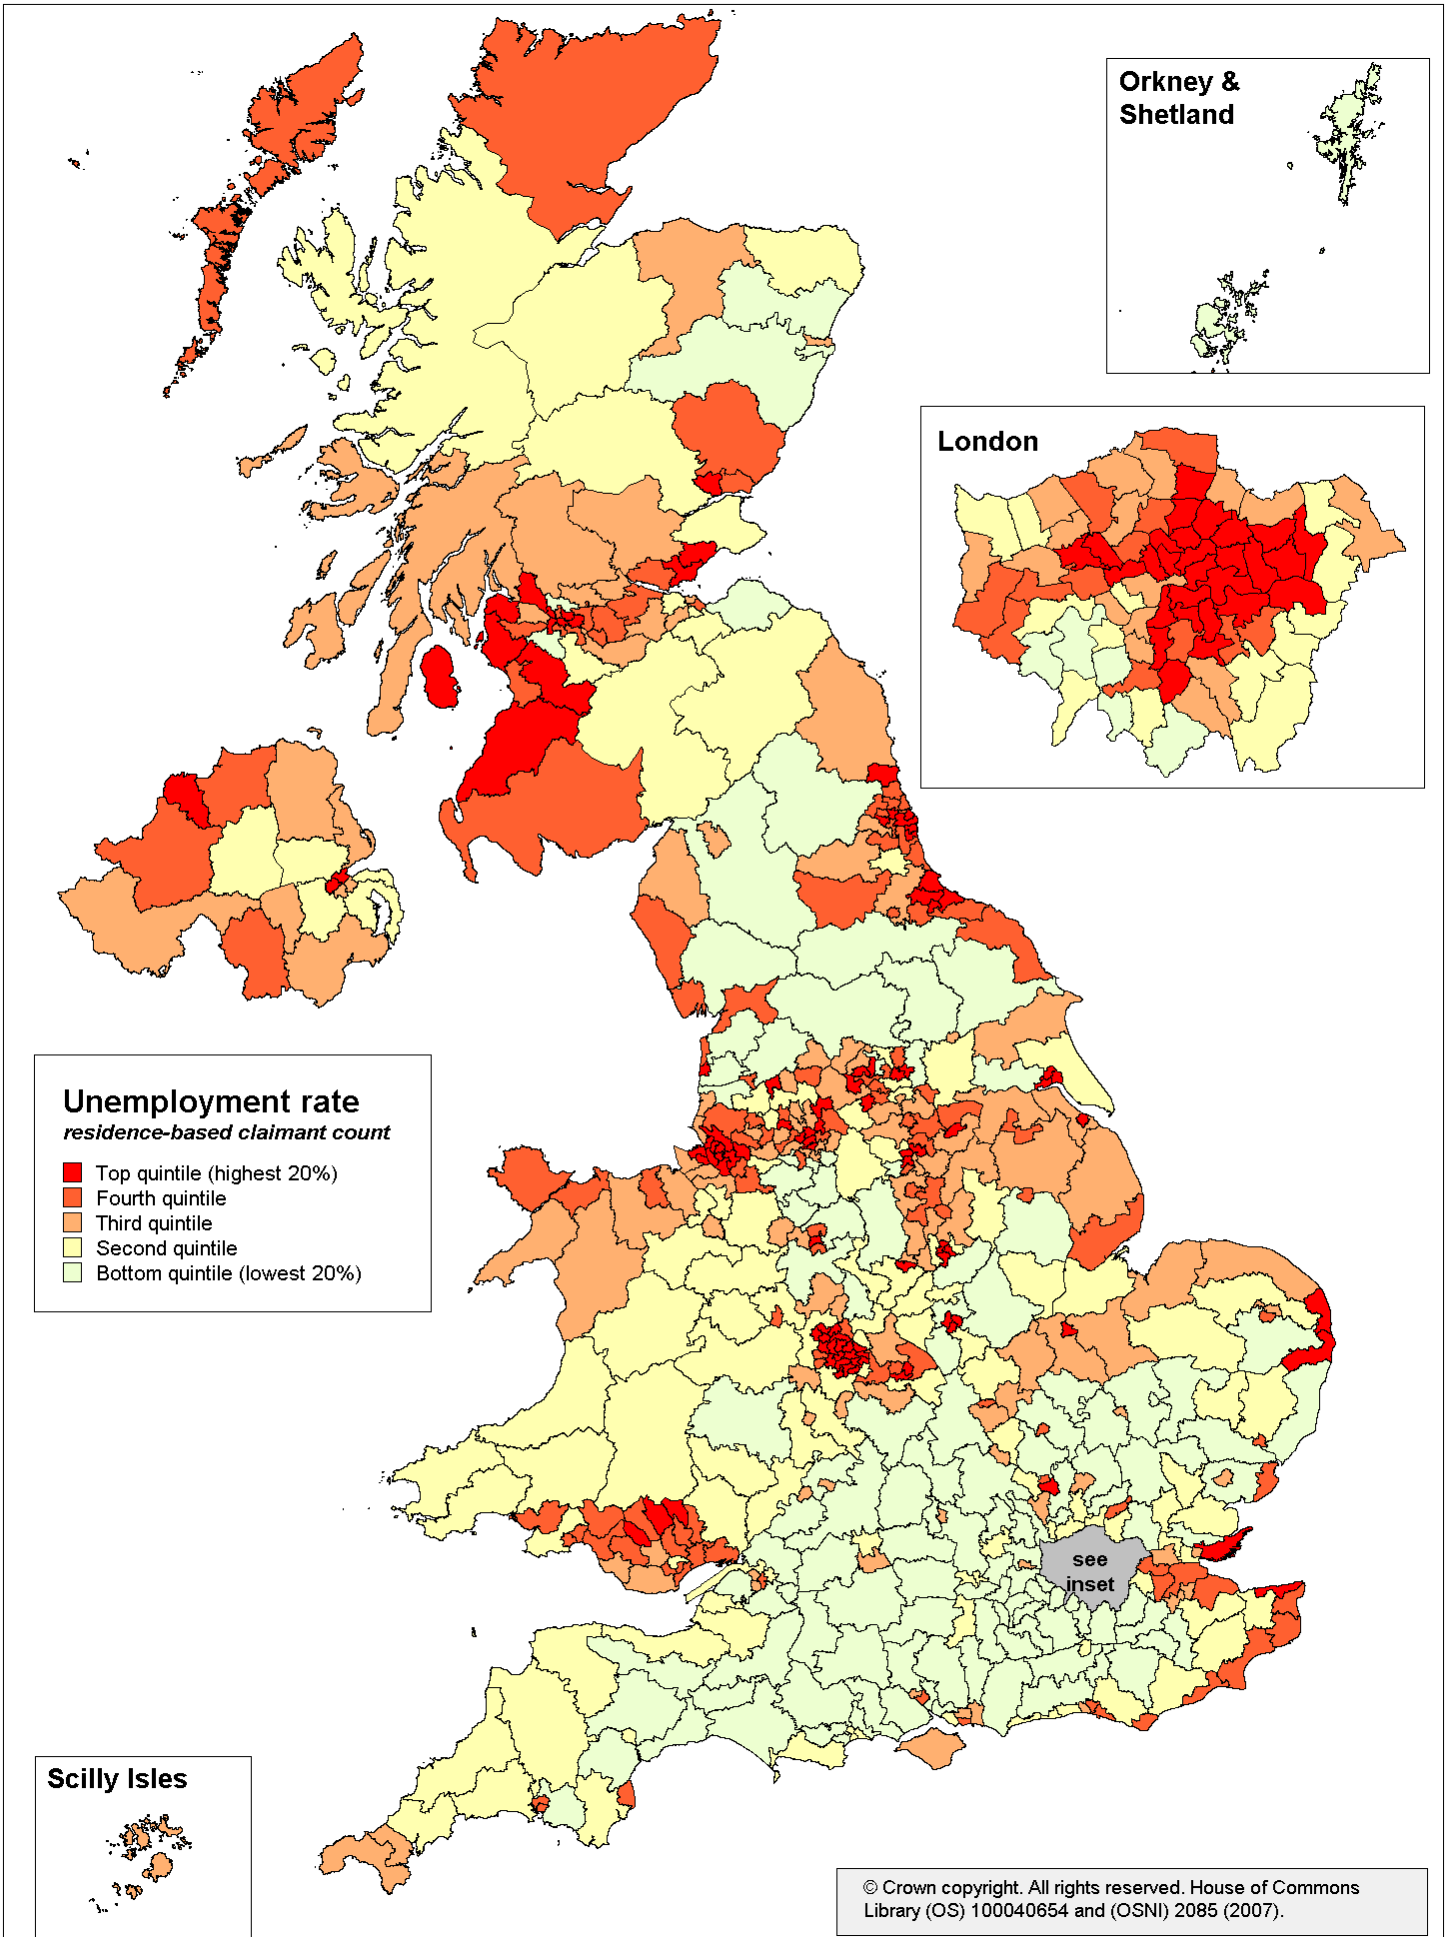 Orkney &
Shetland
London
Unemployment rate
residence-based claimant count
Top quintile (highest 20%)
Fourth quintile
Third quintile
Second quintile
Bottom quintile (lowest 20%)
see
inset
Scilly Isles
© Crown copyright. All rights reserved. House of Commons
Library (OS) 100040654 and (OSNI) 2085 (2007).